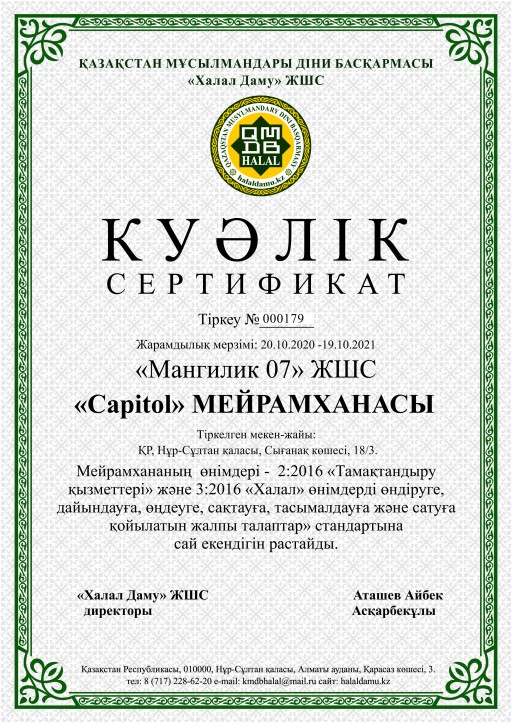 ҚАЗАҚСТАН МҰСЫЛМАНДАРЫ ДІНИ БАСҚАРМАСЫ
«Халал Даму» ЖШС
QAZAQSTAN MUSYLMANDARY DINI BASQARMASY
QMDB
HALAL
halaldamu.kz
КУӘЛІК
СЕРТИФИКАТ
Тіркеу № 000179
Жарамдылық мерзімі: 20.10.2020 -19.10.2021
«Мангилик 07» ЖШС
«Capitol» МЕЙРАМХАНАСЫ
Тіркелген мекен-жайы:
ҚР, Нұр-Сұлтан қаласы, Сығанақ көшесі, 18/3.
Мейрамхананың өнімдері - 2:2016 «Тамақтандыру
қызметтері» және 3:2016 «Халал» өнімдерді өндіруге,
дайындауға, өңдеуге, сақтауға, тасымалдауға және сатуға
қойылатын жалпы талаптар» стандартына
сай екендігін растайды.
«Халал Даму» ЖШС Аташев Айбек
директоры Асқарбекұлы
Қазақстан Республикасы, 010000, Нұр-Сұлтан қаласы, Алматы ауданы, Қарасаз көшесі, 3.
тел: 8 (717) 228-62-20 e-mail: kmdbhalal@mail.ru сайт: halaldamu.kz